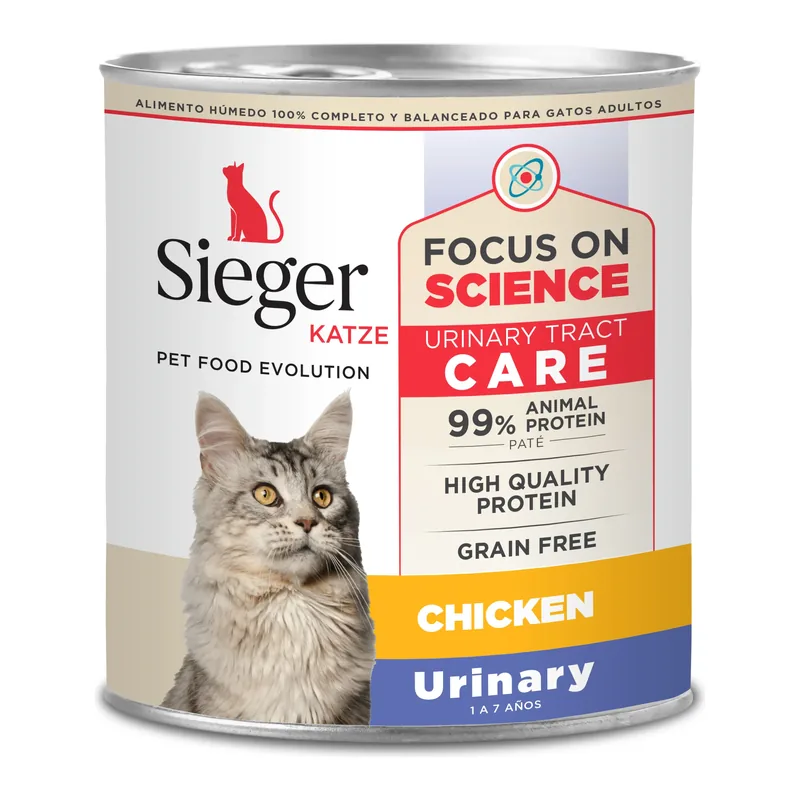 ALIMENTO HÚMEDO 100% COMPLETO Y BALANCEADO PARA GATOS ADULTOS
Sieger
KATZE
PET FOOD EVOLUTION
FOCUS ON
SCIENCE
URINARY TRACT
CARE
99% ANIMAL
PROTEIN
PATÉ
HIGH QUALITY
PROTEIN
GRAIN FREE
CHICKEN
Urinary
1 A 7 AÑOS